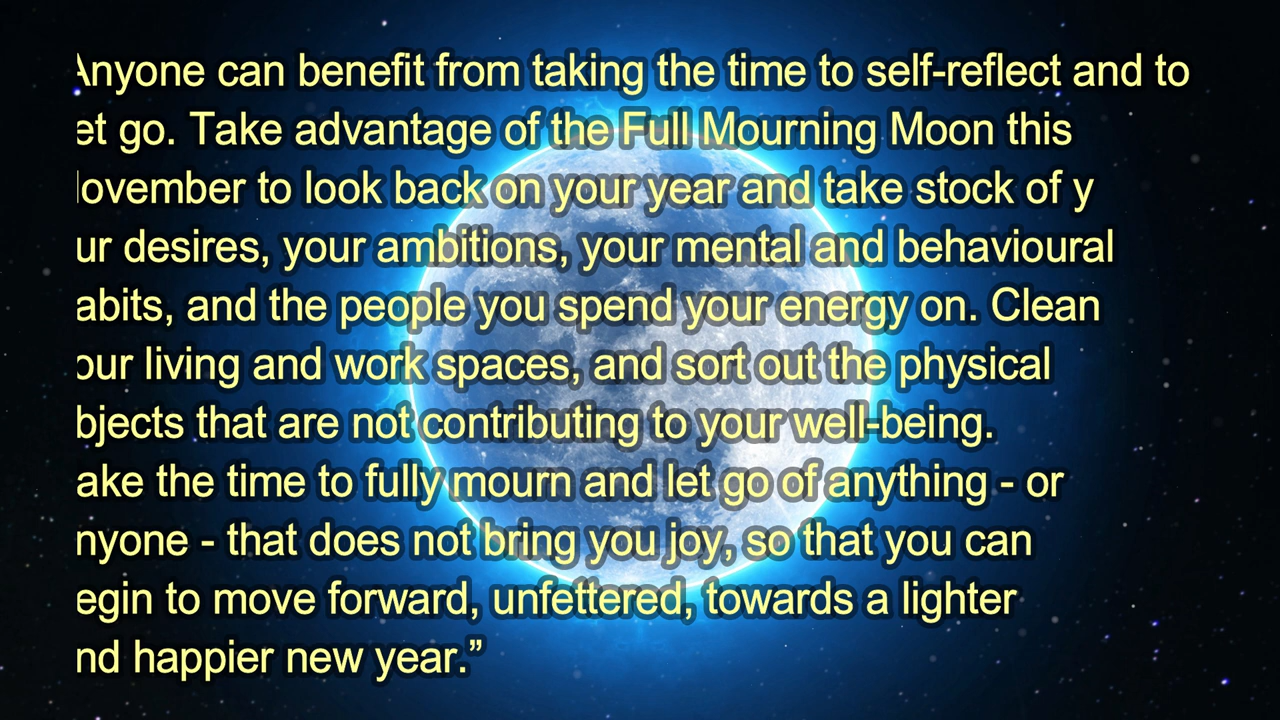 Anyone can benefit from taking the time to self-reflect and to
et go. Take advantage of the Full Mourning Moon this
lovember to look back on your year and take stock of y
ur desires, your ambitions, your mental and behavioural
abits, and the people you spend your energy on. Clean
our living and work spaces, and sort out the physical
bjects that are not contributing to your well-being.
ake the time to fully mourn and let go of anything - or
nyone - that does not bring you joy, so that you can
egin to move forward, unfettered, towards a lighter
nd happier new year.”